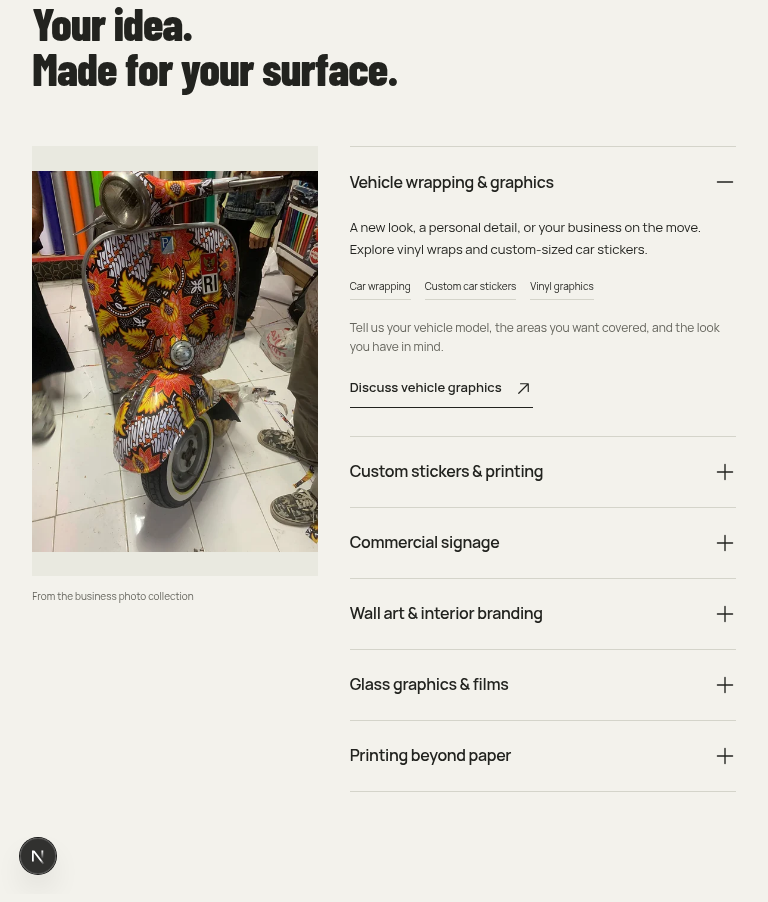 Your idea.
Made for your surface.
Vehicle wrapping & graphics
A new look, a personal detail, or your business on the move.
Explore vinyl wraps and custom-sized car stickers.
Car wrapping Custom car stickers Vinyl graphics
Tell us your vehicle model, the areas you want covered, and the look
you have in mind.
Discuss vehicle graphics
Custom stickers & printing
Commercial signage
Wall art & interior branding
Glass graphics & films
Printing beyond paper
RI
From the business photo collection
N